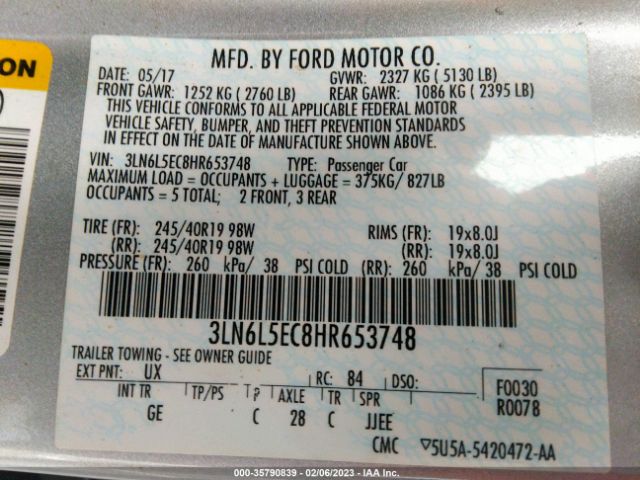 ON
MFD. BY FORD MOTOR CO.
DATE: 05/17 GVWR: 2327 KG ( 5130 LB)
FRONT GAWR: 1252 KG ( 2760 LB) REAR GAWR: 1086 KG ( 2395 LB)
THIS VEHICLE CONFORMS TO ALL APPLICABLE FEDERAL MOTOR
VEHICLE SAFETY, BUMPER, AND THEFT PREVENTION STANDARDS
IN EFFECT ON THE DATE OF MANUFACTURE SHOWN ABOVE.
VIN: 3LN6L5EC8HR653748 TYPE: Passenger Car
MAXIMUM LOAD = OCCUPANTS + LUGGAGE = 375KG/ 827LB
OCCUPANTS = 5 TOTAL; 2 FRONT, 3 REAR
TIRE (FR): 245/40R19 98W RIMS (FR): 19x8.0J
(RR): 245/40R19 98W (RR): 19x8.0J
PRESSURE (FR): 260 kPa/ 38 PSI COLD (RR): 260 kPa/ 38 PSI COLD
3LN6L5EC8HR653748
TRAILER TOWING - SEE OWNER GUIDE
EXT PNT: UX RC: 84 DSO: F0030
R0078
INT TR TP/PS P AXLE TR SPR
GE C 28 C JJEE
CMC ▽5U5A-5420472-AA
000-35790839 - 02/06/2023 - IAA Inc.